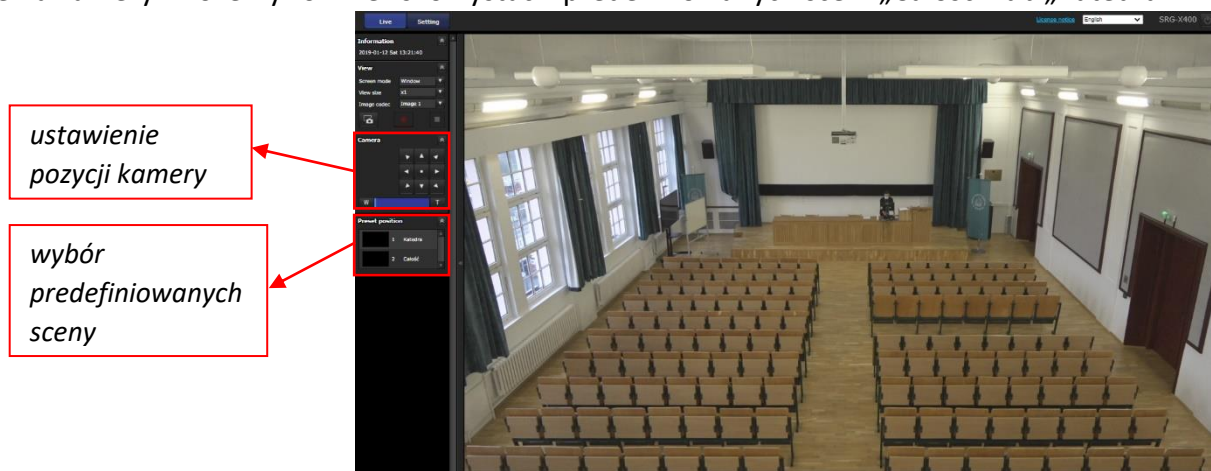 Live Setting
License notice English SRG-X400
Information
2019-01-12 Sat 13:21:40
View
Screen mode Window
View size x1
Image codec Image 1
Camera
W T
Preset position
1 Katedra
2 Całość
ustawienie
pozycji kamery
wybór
predefiniowanych
sceny